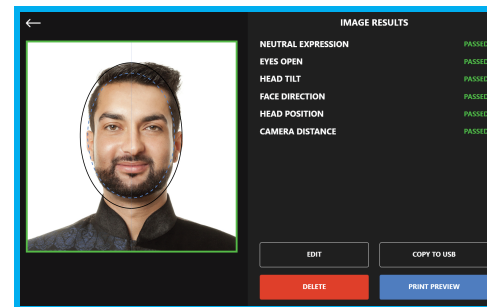 IMAGE RESULTS
NEUTRAL EXPRESSION PASSED
EYES OPEN PASSED
HEAD TILT PASSED
FACE DIRECTION PASSED
HEAD POSITION PASSED
CAMERA DISTANCE PASSED
EDIT COPY TO USB
DELETE PRINT PREVIEW